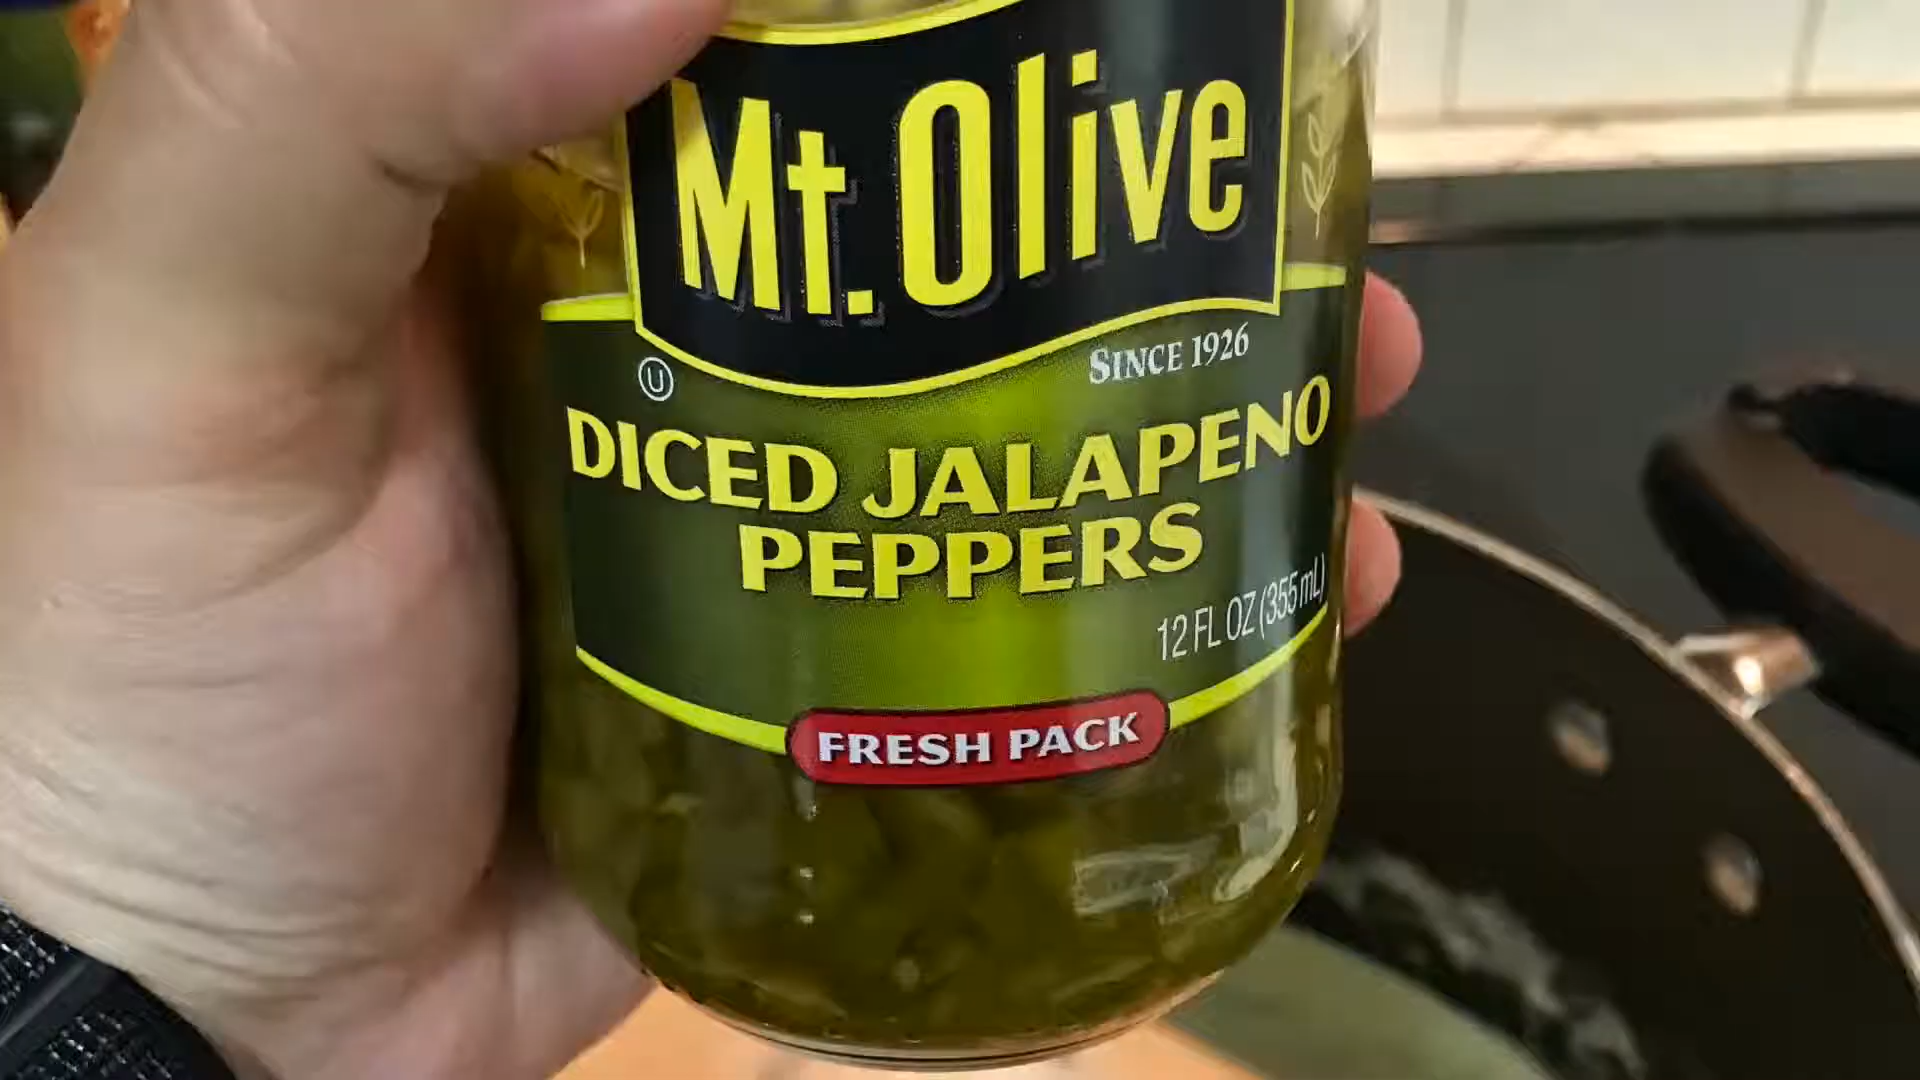 Mt. Olive
SINCE 1926
U
DICED JALAPENO
PEPPERS
12 FL OZ (355 mL)
FRESH PACK